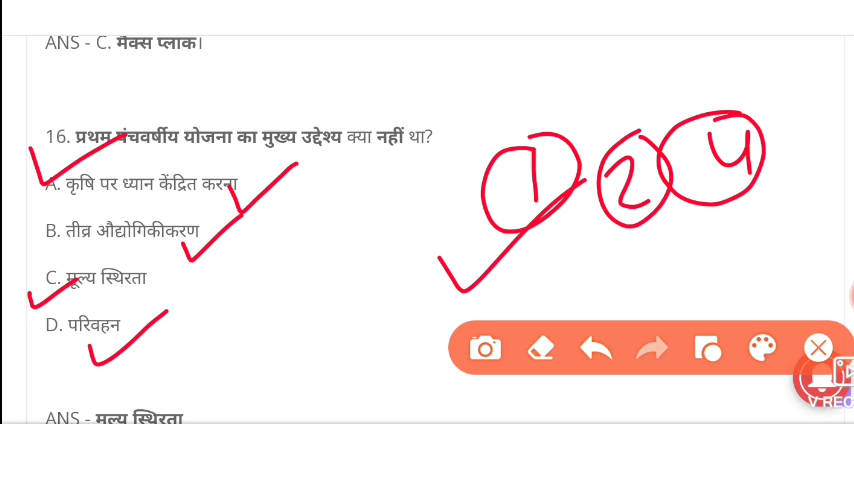 ANS - C. मैक्स प्लांक।
16. प्रथम पंचवर्षीय योजना का मुख्य उद्देश्य क्या नहीं था?
A. कृषि पर ध्यान केंद्रित करना
B. तीव्र औद्योगिकीकरण
C. मूल्य स्थिरता
D. परिवहन
1 2 4
ANS - मूल्य स्थिरता
V REC